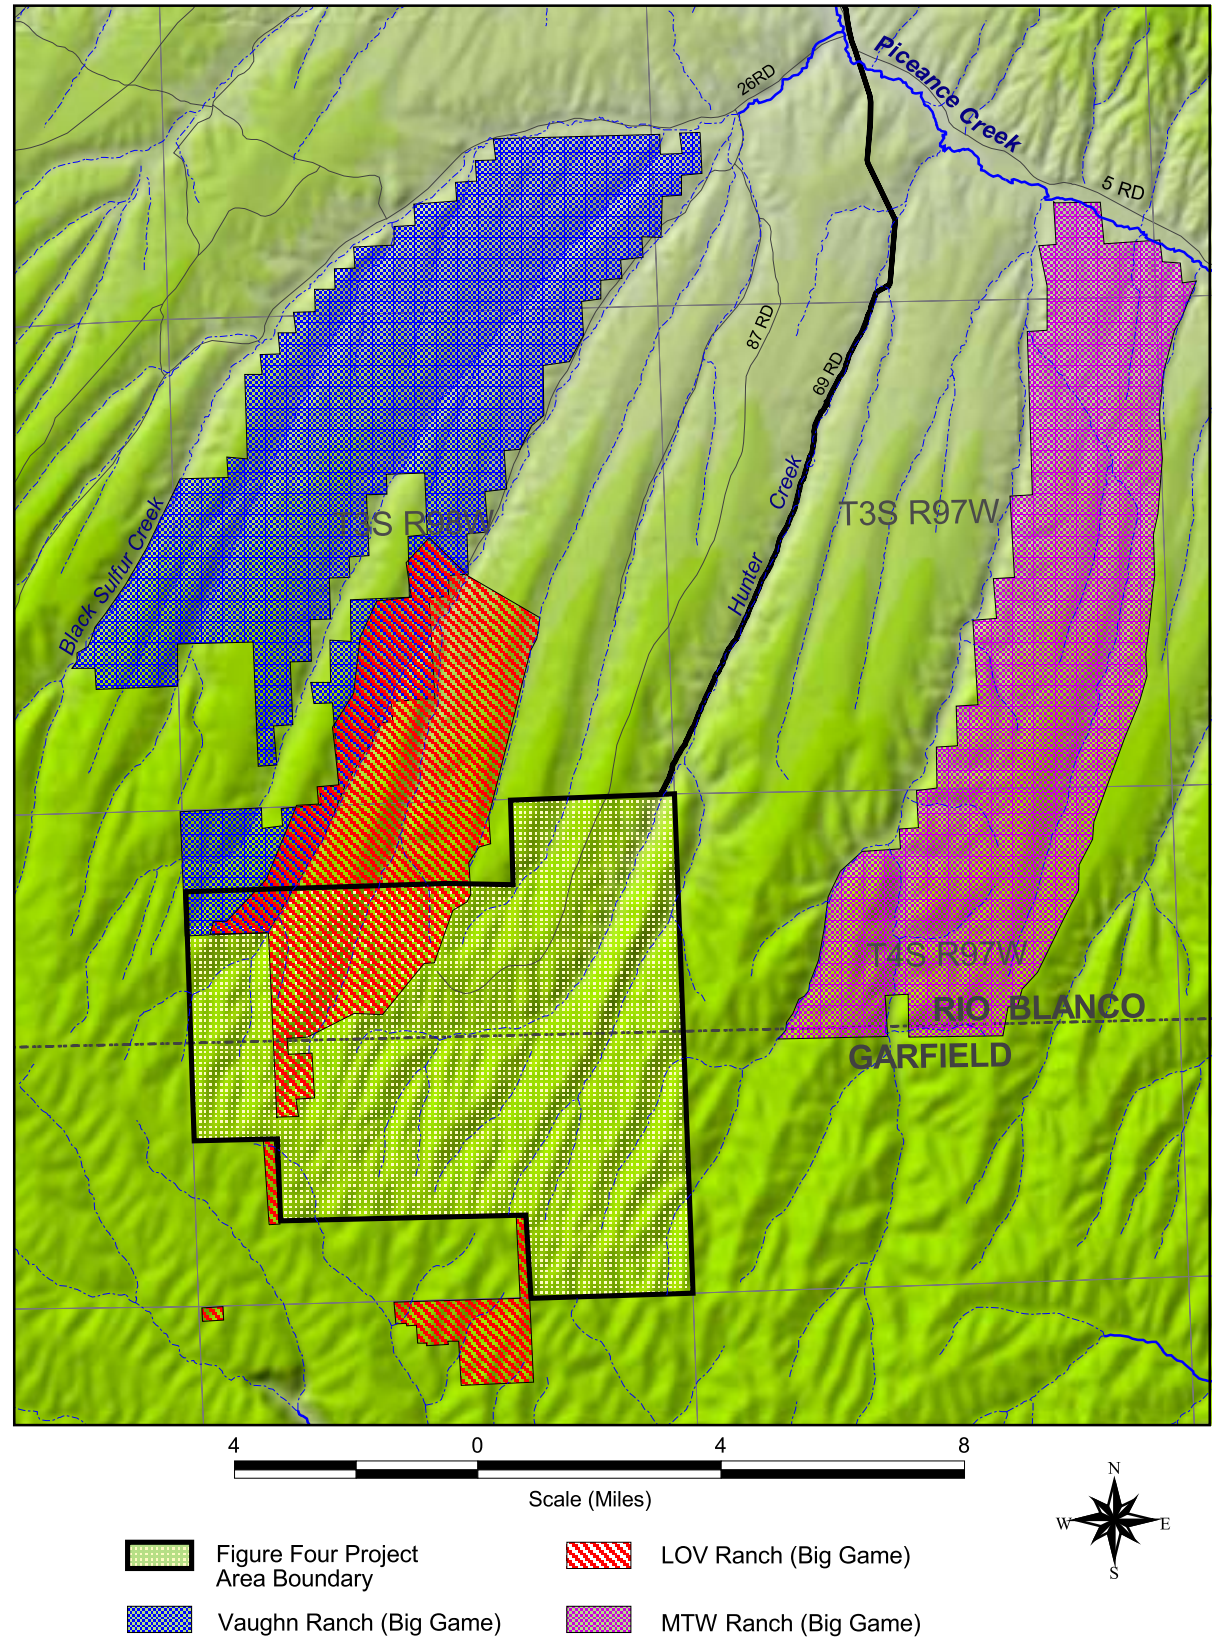 Piceance Creek
26RD
5 RD
87 RD
69 RD
Creek
Hunter
Black Sulfur Creek
T3S R98W
T3S R97W
T4S R97W
RIO BLANCO
GARFIELD
4 0 4 8
Scale (Miles)
N
W E
S
Figure Four Project
Area Boundary
LOV Ranch (Big Game)
Vaughn Ranch (Big Game)
MTW Ranch (Big Game)